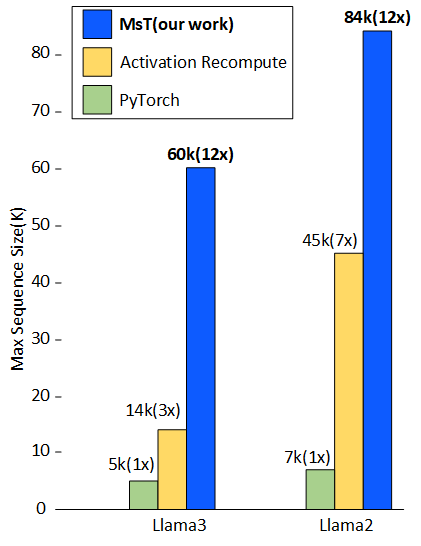 MsT(our work)
Activation Recompute
PyTorch
Max Sequence Size(K)
80
70
60
50
40
30
20
10
0
5k(1x)
14k(3x)
60k(12x)
7k(1x)
45k(7x)
84k(12x)
Llama3
Llama2